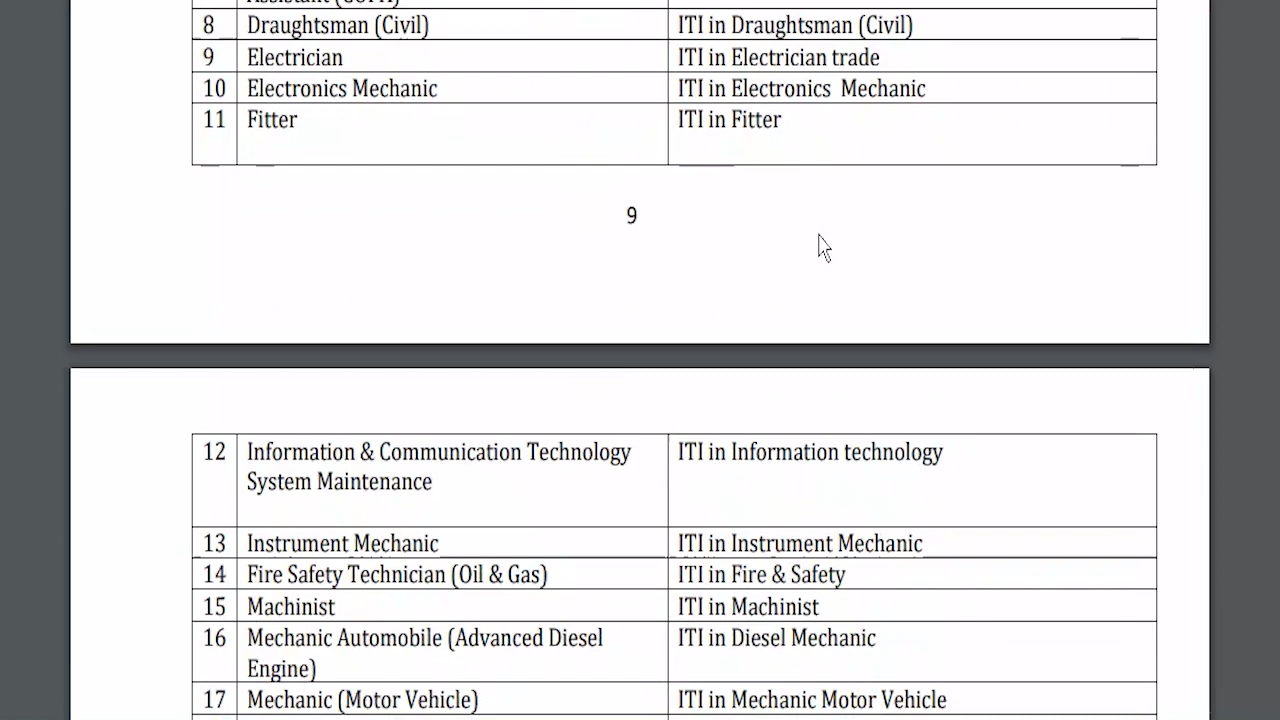 8 Draughtsman (Civil) ITI in Draughtsman (Civil)
9 Electrician ITI in Electrician trade
10 Electronics Mechanic ITI in Electronics Mechanic
11 Fitter ITI in Fitter
9
12 Information & Communication Technology ITI in Information technology
System Maintenance
13 Instrument Mechanic ITI in Instrument Mechanic
14 Fire Safety Technician (Oil & Gas) ITI in Fire & Safety
15 Machinist ITI in Machinist
16 Mechanic Automobile (Advanced Diesel ITI in Diesel Mechanic
Engine)
17 Mechanic (Motor Vehicle) ITI in Mechanic Motor Vehicle